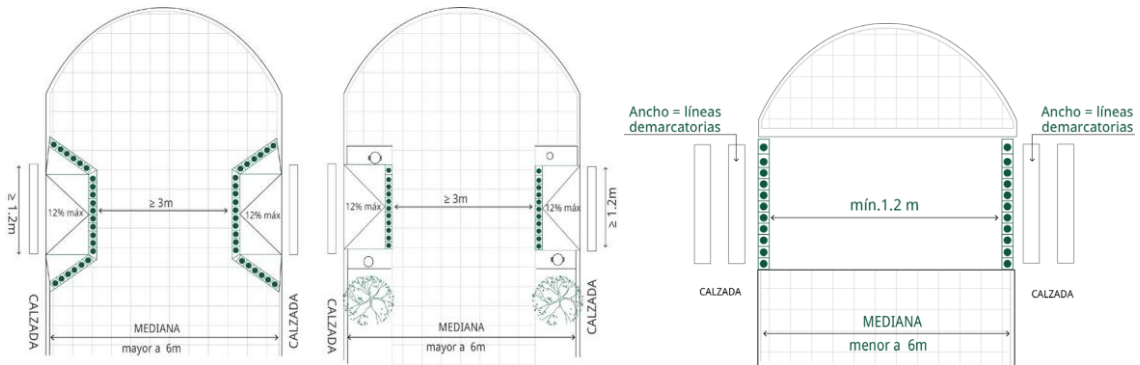 ≥ 1.2m
12% máx
≥ 3m
12% máx
CALZADA
CALZADA
MEDIANA
mayor a 6m
12% máx
≥ 3m
12% máx
≥ 1.2m
CALZADA
CALZADA
MEDIANA
mayor a 6m
Ancho = líneas
demarcatorias
Ancho = líneas
demarcatorias
mín.1.2 m
CALZADA
CALZADA
MEDIANA
menor a 6m